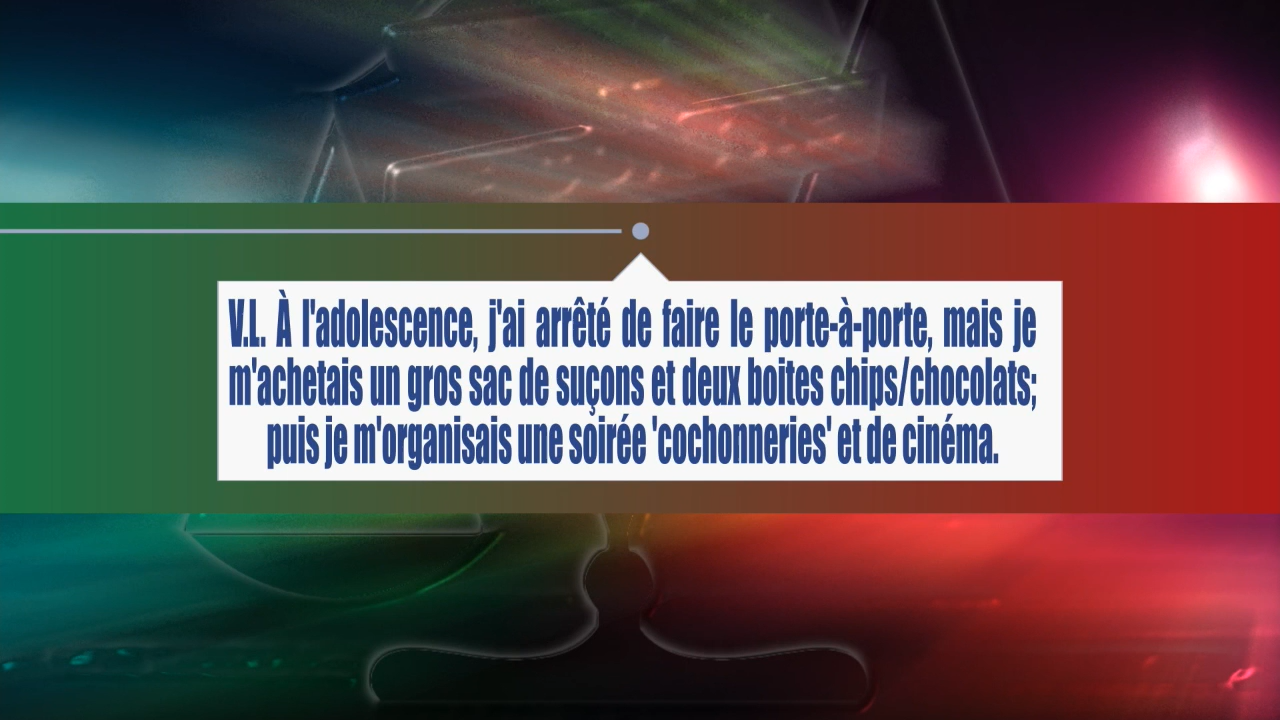 V.L. À l'adolescence, j'ai arrêté de faire le porte-à-porte, mais je
m'achetais un gros sac de suçons et deux boites chips/chocolats;
puis je m'organisais une soirée 'cochonneries' et de cinéma.